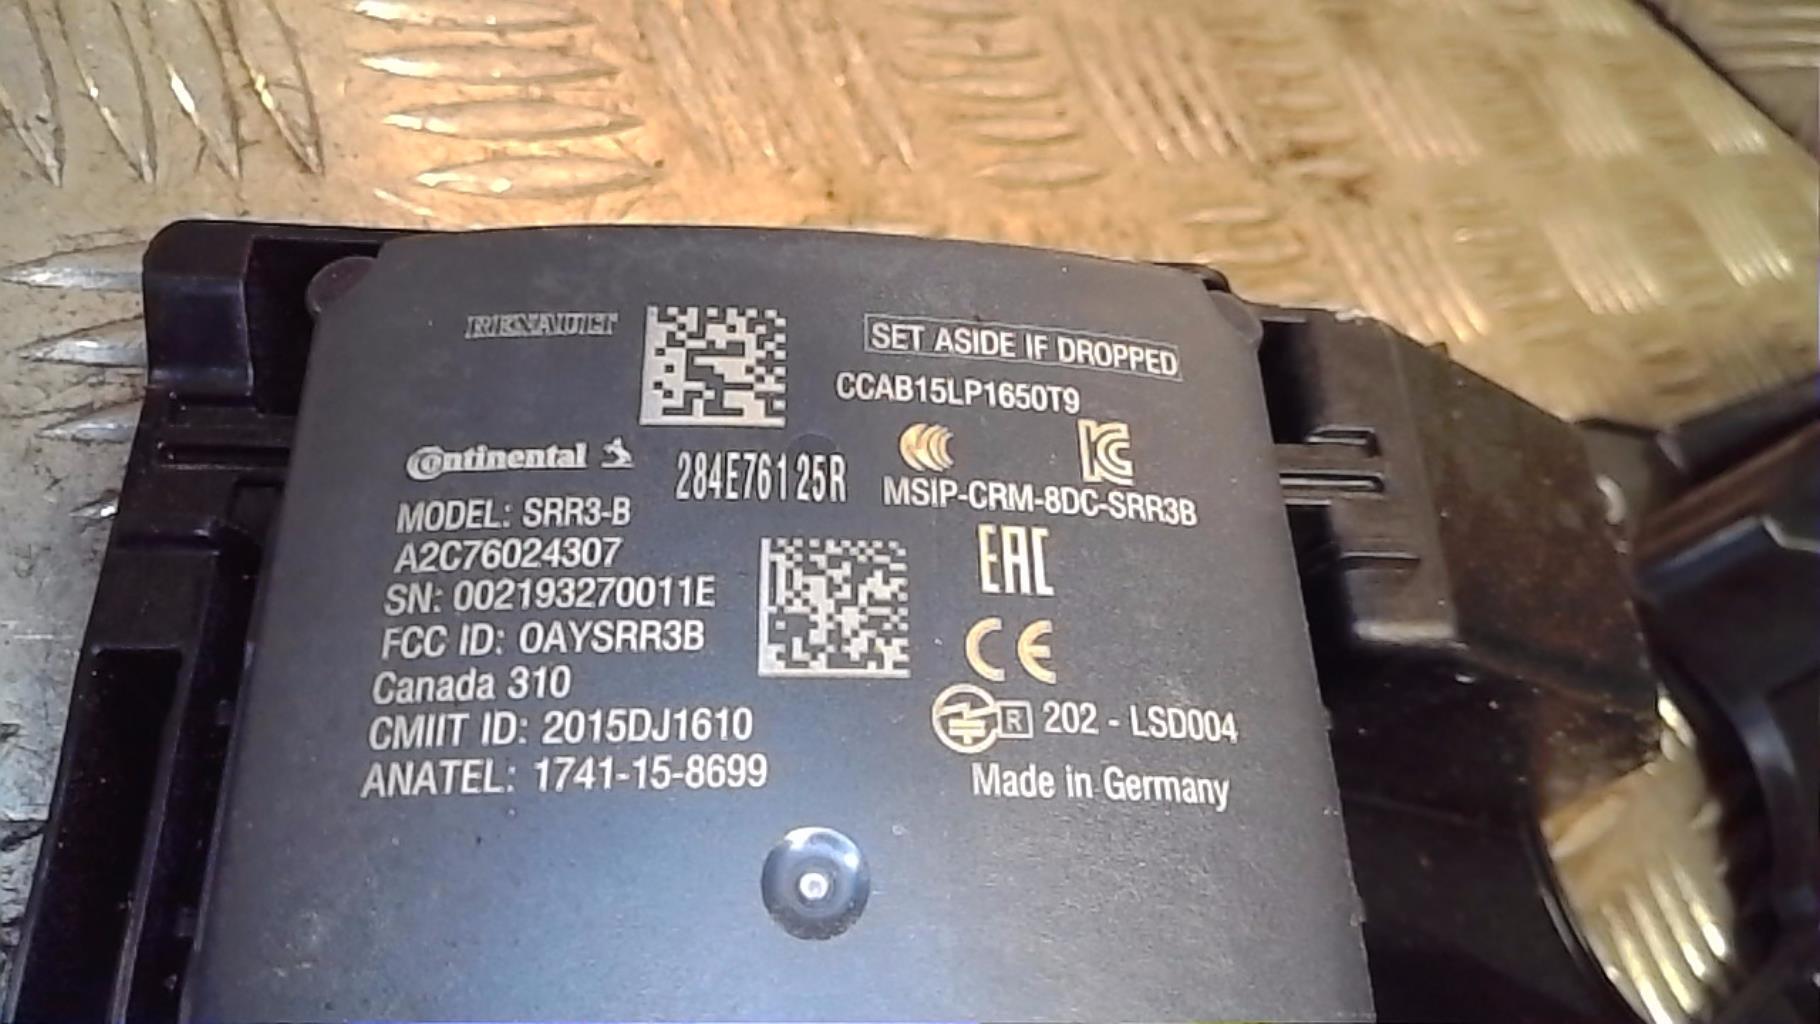 RENAULT
SET ASIDE IF DROPPED
CCAB15LP1650T9
Continental
284E76125R
MSIP-CRM-8DC-SRR3B
MODEL: SRR3-B
A2C76024307
SN: 002193270011E
FCC ID: OAYSRR3B
Canada 310
CMIIT ID: 2015DJ1610
ANATEL: 1741-15-8699
EAC
CE
R 202 - LSD004
Made in Germany